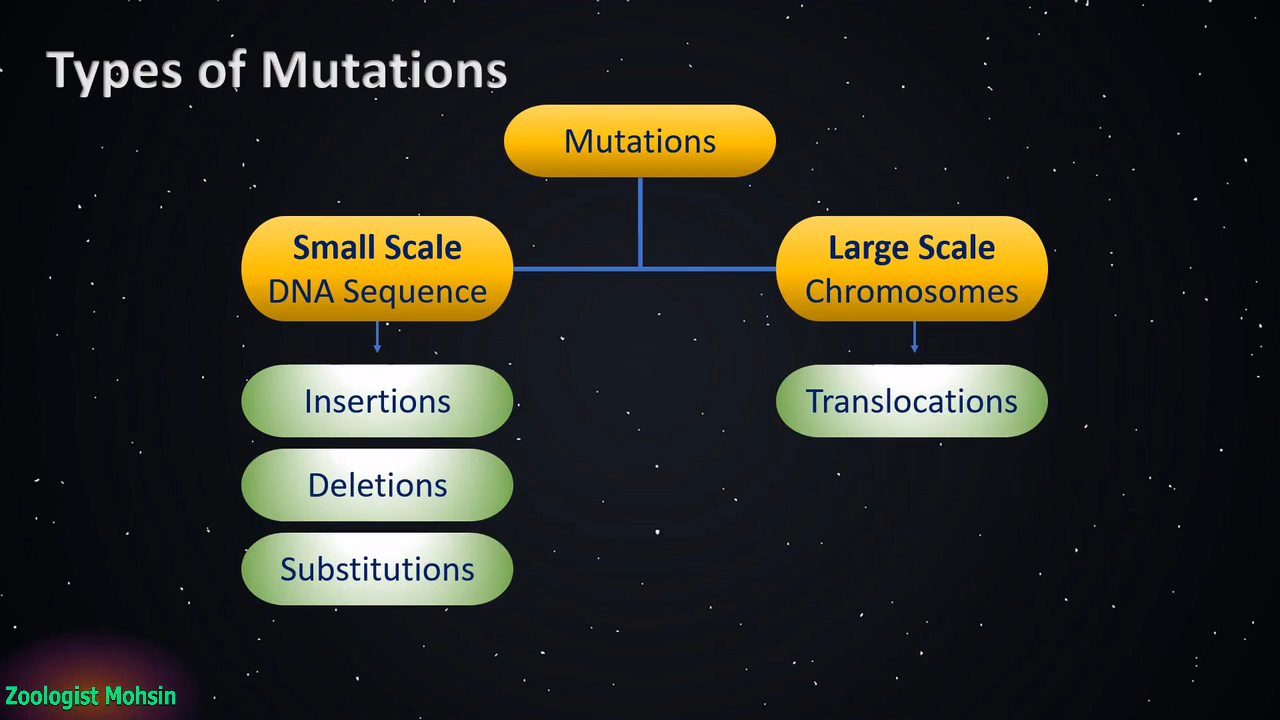 Types of Mutations
Mutations
Small Scale
DNA Sequence
Large Scale
Chromosomes
Insertions
Translocations
Deletions
Substitutions
Zoologist Mohsin